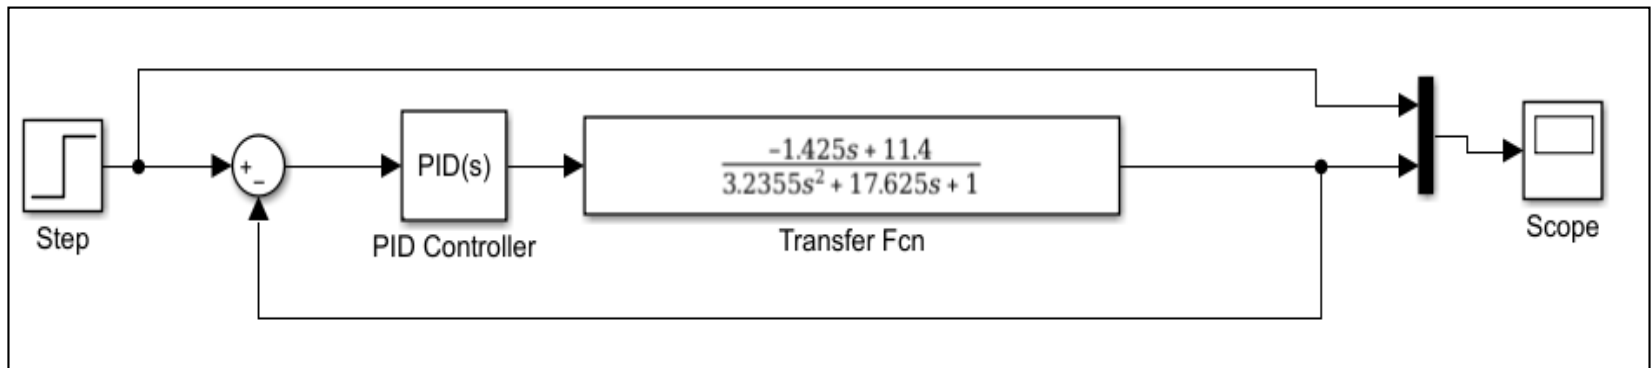 Step
+
−
PID(s)
PID Controller
-1.425s + 11.4
3.2355s² + 17.625s + 1
Transfer Fcn
Scope